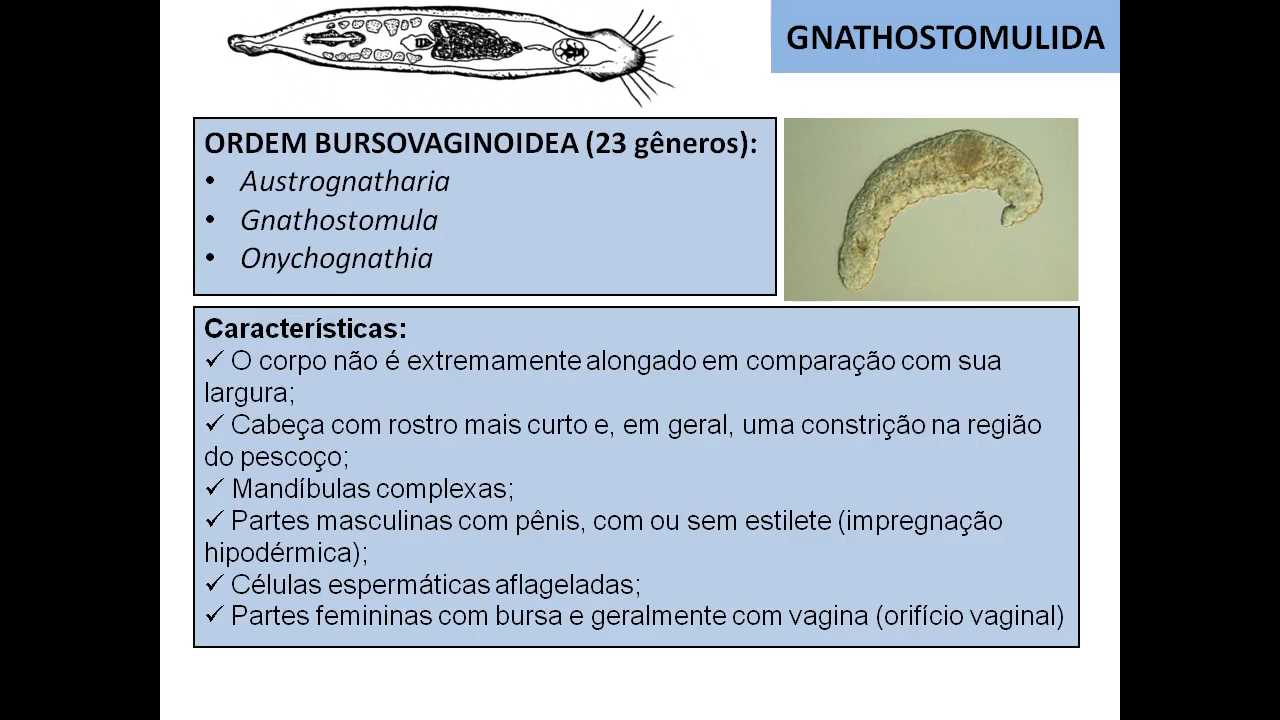 GNATHOSTOMULIDA
ORDEM BURSOVAGINOIDEA (23 gêneros):
• Austrognatharia
• Gnathostomula
• Onychognathia
Características:
✓ O corpo não é extremamente alongado em comparação com sua
largura;
✓ Cabeça com rostro mais curto e, em geral, uma constrição na região
do pescoço;
✓ Mandíbulas complexas;
✓ Partes masculinas com pênis, com ou sem estilete (impregnação
hipodérmica);
✓ Células espermáticas aflageladas;
✓ Partes femininas com bursa e geralmente com vagina (orifício vaginal)